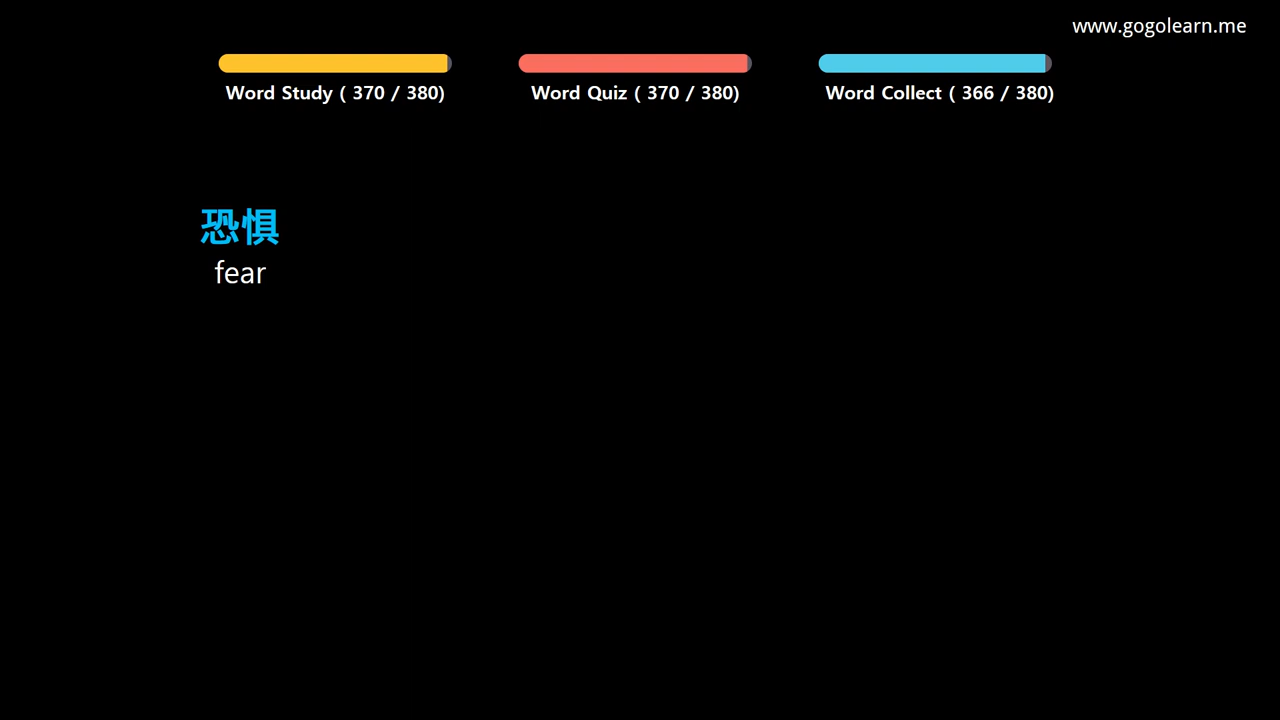 www.gogolearn.me
Word Study ( 370 / 380)
Word Quiz ( 370 / 380)
Word Collect ( 366 / 380)
恐惧
fear